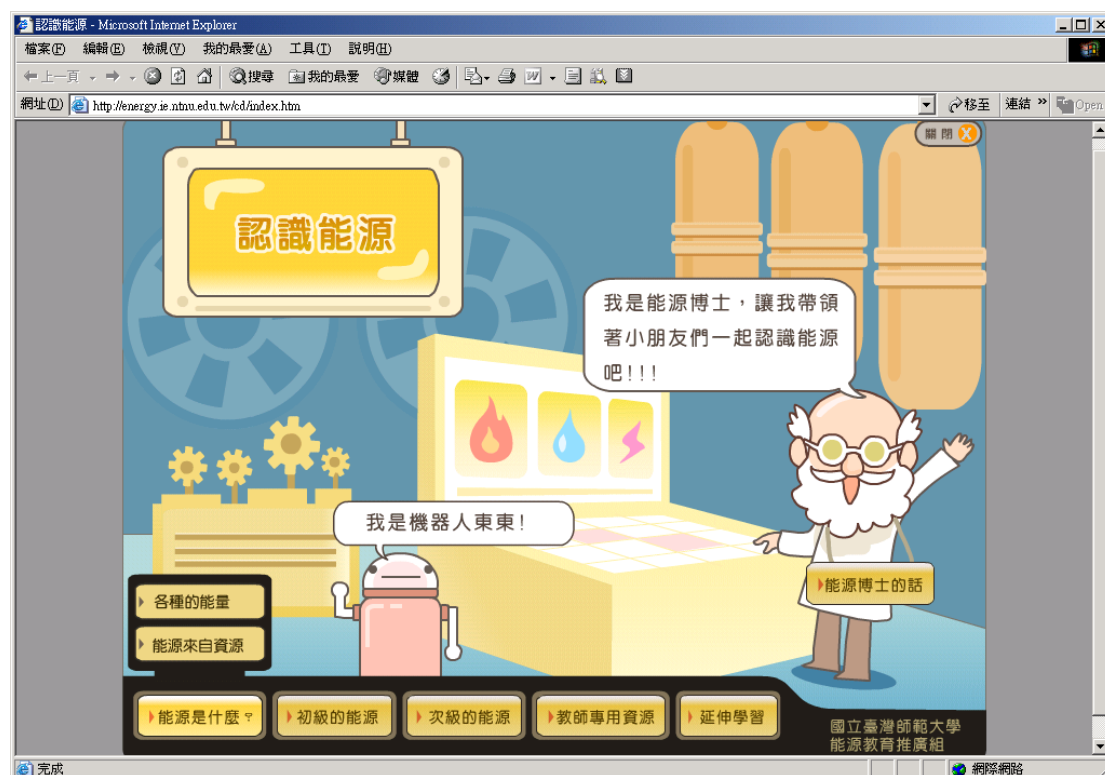 認識能源 - Microsoft Internet Explorer
檔案(F) 編輯(E) 檢視(V) 我的最愛(A) 工具(T) 說明(H)
上一頁 搜尋 我的最愛 媒體
網址(D) http://energy.ie.ntnu.edu.tw/cd/index.htm 移至 連結 » Open
關閉 X
認識能源
我是能源博士，讓我帶領
著小朋友們一起認識能源
吧!!!
我是機器人東東!
能源博士的話
各種的能量
能源來自資源
能源是什麼？ 初級的能源 次級的能源 教師專用資源 延伸學習
國立臺灣師範大學
能源教育推廣組
完成 網際網路